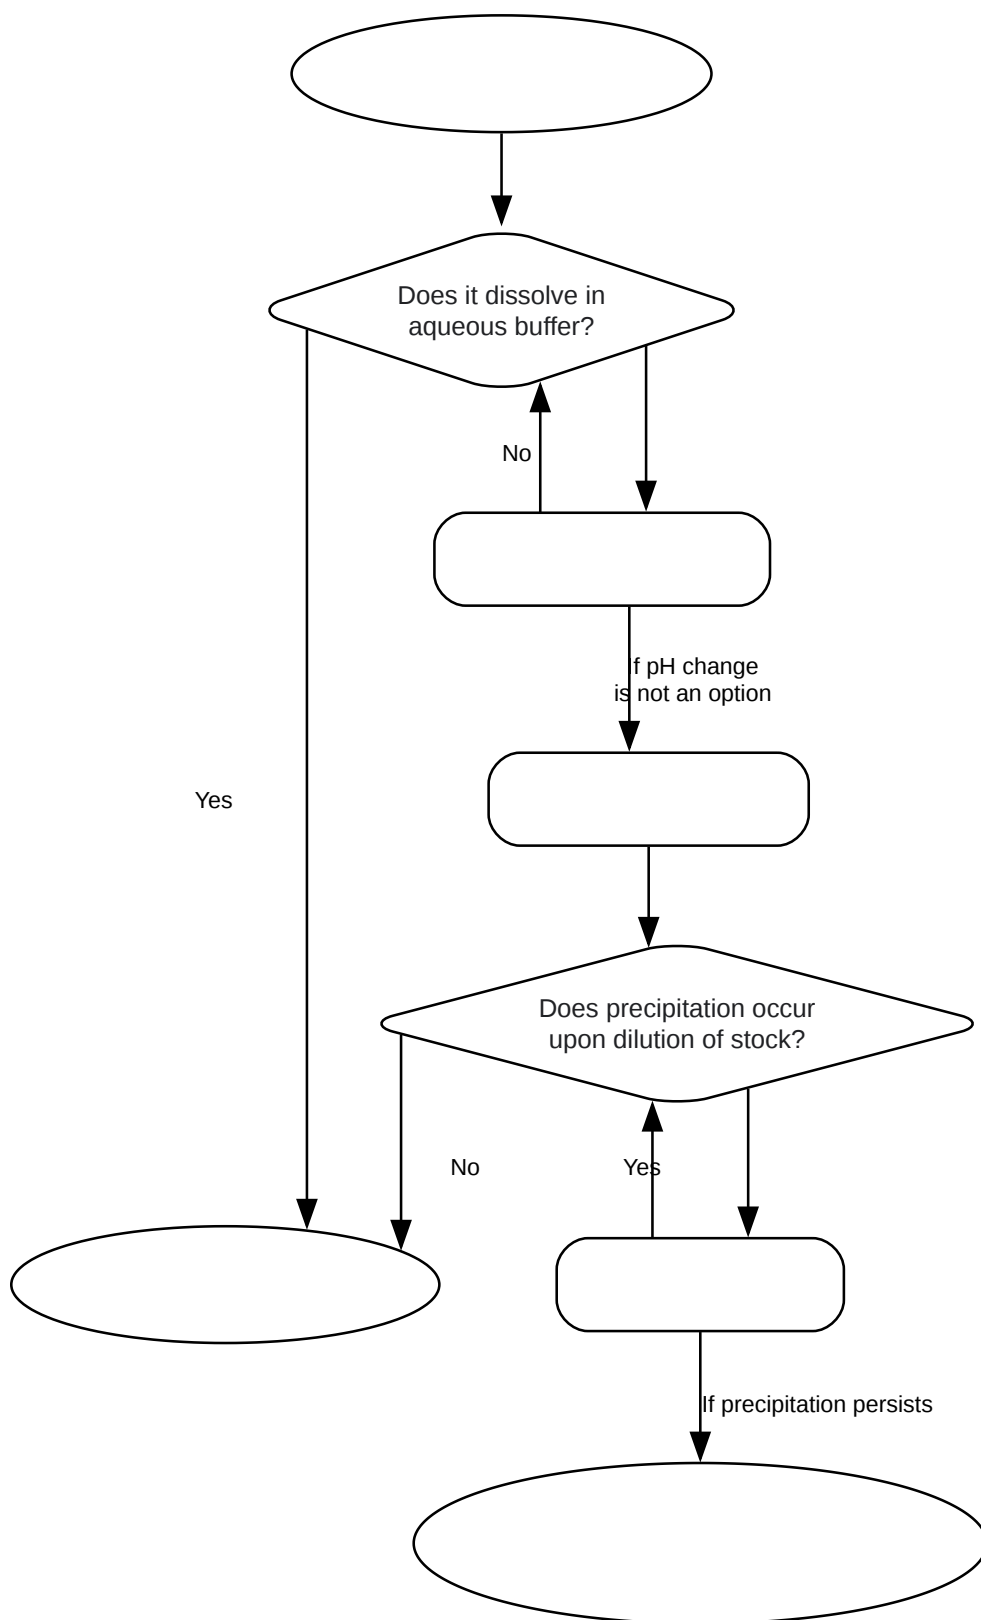 Does it dissolve in
aqueous buffer?
No
If pH change
is not an option
Yes
Does precipitation occur
upon dilution of stock?
No
Yes
If precipitation persists